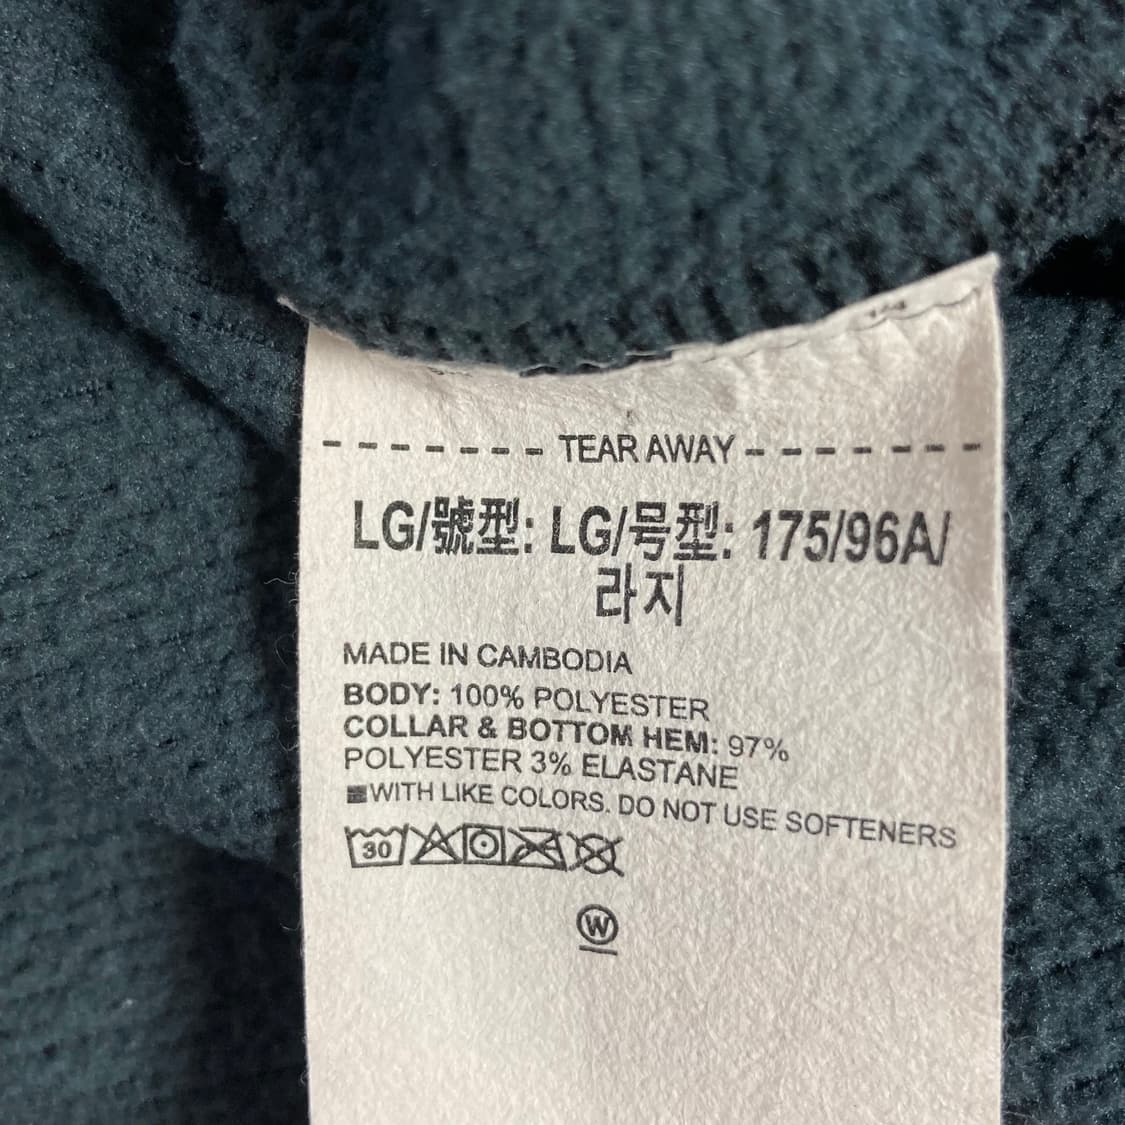 TEAR AWAY
LG/號型: LG/号型: 175/96A/
라지
MADE IN CAMBODIA
BODY: 100% POLYESTER
COLLAR & BOTTOM HEM: 97%
POLYESTER 3% ELASTANE
WITH LIKE COLORS. DO NOT USE SOFTENERS
30
W